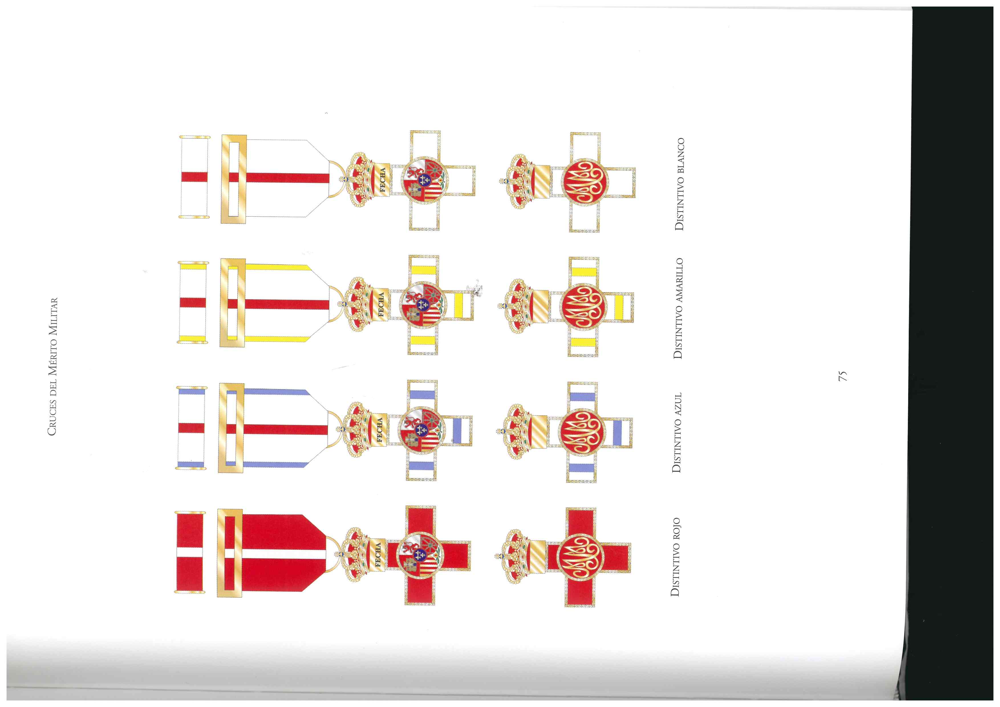 CRUCES DEL MÉRITO MILITAR
FECHA
FECHA
FECHA
FECHA
DISTINTIVO ROJO
DISTINTIVO AZUL
DISTINTIVO AMARILLO
DISTINTIVO BLANCO
75